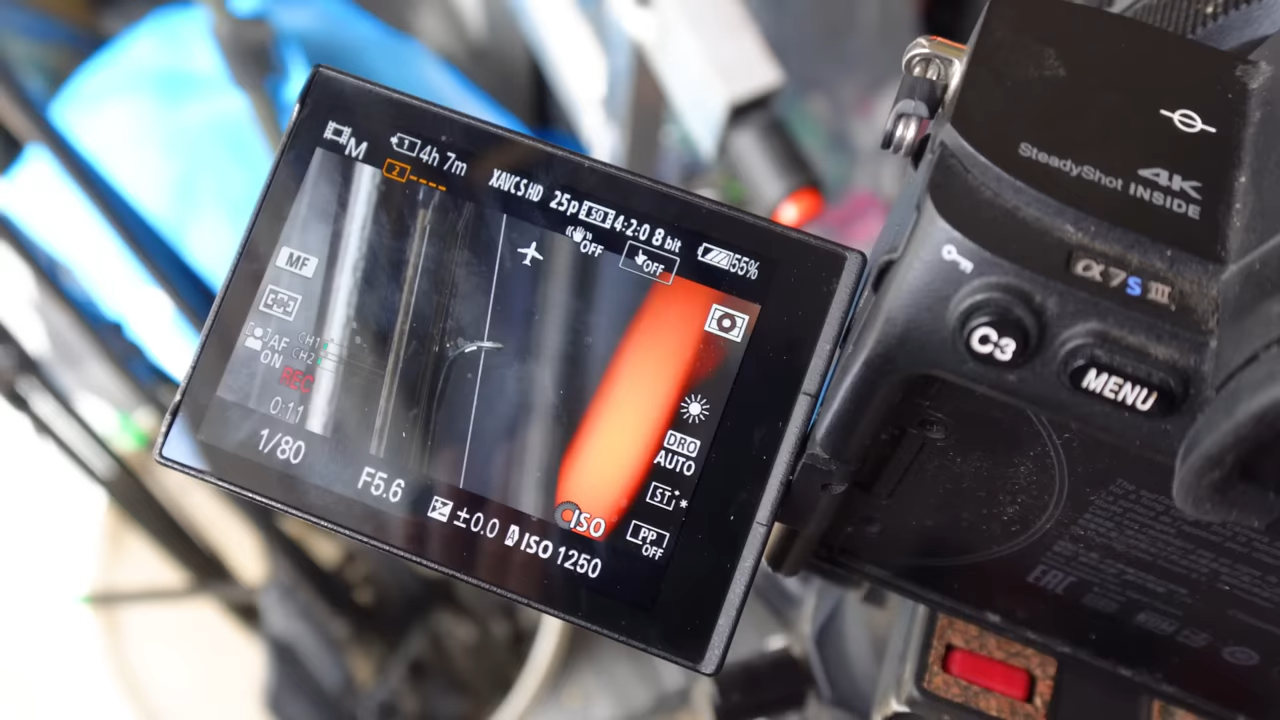 M 1 4h 7m XAVC S HD 25p 50 4:2:0 8 bit 55%
2 ----
OFF OFF
MF
AF
ON
CH1
CH2
REC
0:11
1/80 F5.6 ±0.0 A ISO 1250
ISO
DRO
AUTO
ST
PP
OFF
4K
SteadyShot INSIDE
α7S III
C3
MENU
EAC